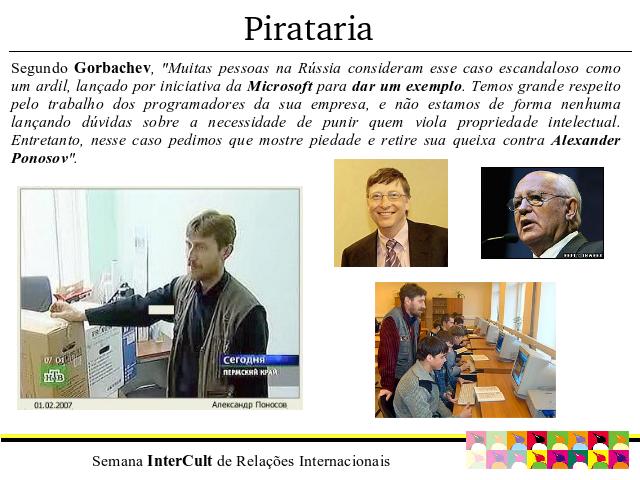 Pirataria
Segundo Gorbachev, "Muitas pessoas na Rússia consideram esse caso escandaloso como
um ardil, lançado por iniciativa da Microsoft para dar um exemplo. Temos grande respeito
pelo trabalho dos programadores da sua empresa, e não estamos de forma nenhuma
lançando dúvidas sobre a necessidade de punir quem viola propriedade intelectual.
Entretanto, nesse caso pedimos que mostre piedade e retire sua queixa contra Alexander
Ponosov".
сегодня
НТВ
ПЕРМСКИЙ КРАЙ
01.02.2007
Александр Поносов
Semana InterCult de Relações Internacionais